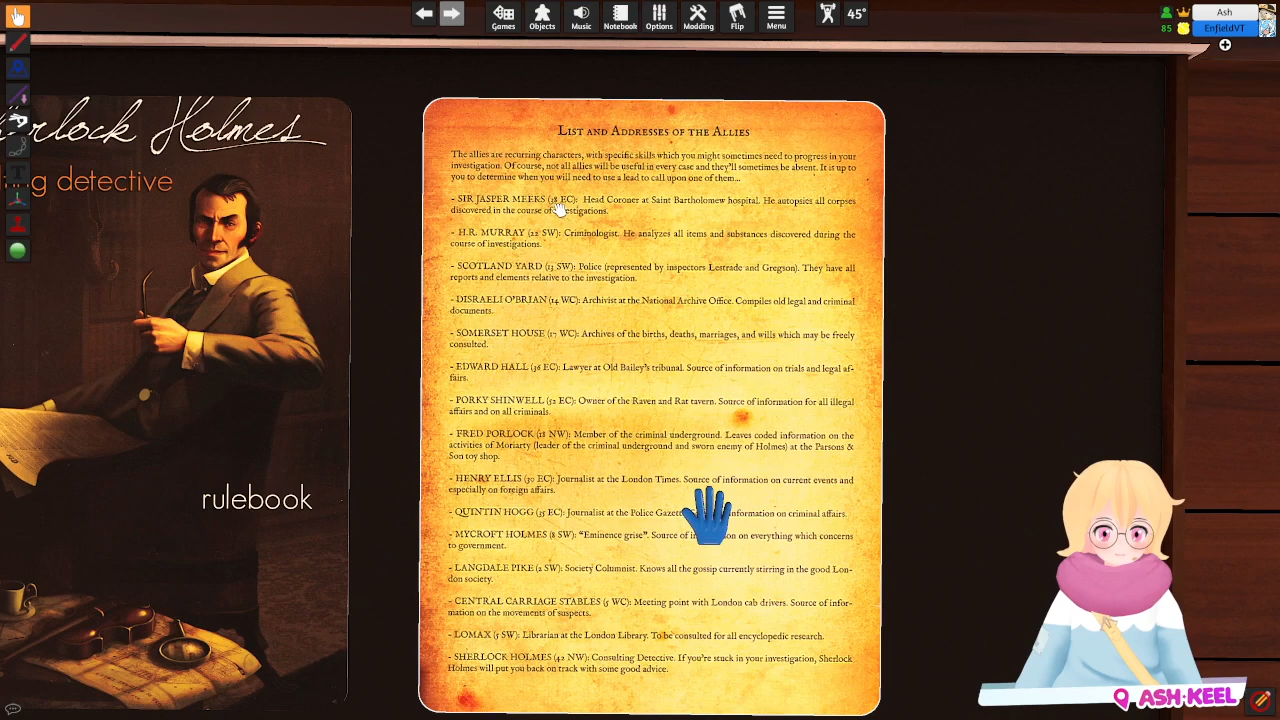 Games
Objects
Music
Notebook
Options
Modding
Flip
Menu
45°
Ash
85
EnfieldVT
rlock Holmes
ng detective
rulebook
List and Addresses of the Allies
The allies are recurring characters, with specific skills which you might sometimes need to progress in your
investigation. Of course, not all allies will be useful in every case and they'll sometimes be absent. It is up to
you to determine when you will need to use a lead to call upon one of them...
- SIR JASPER MEEKS (38 EC): Head Coroner at Saint Bartholomew hospital. He autopsies all corpses
discovered in the course of investigations.
- H.R. MURRAY (22 SW): Criminologist. He analyzes all items and substances discovered during the
course of investigations.
- SCOTLAND YARD (13 SW): Police (represented by inspectors Lestrade and Gregson). They have all
reports and elements relative to the investigation.
- DISRAELI O'BRIAN (14 WC): Archivist at the National Archive Office. Compiles old legal and criminal
documents.
- SOMERSET HOUSE (17 WC): Archives of the births, deaths, marriages, and wills which may be freely
consulted.
- EDWARD HALL (36 EC): Lawyer at Old Bailey's tribunal. Source of information on trials and legal af-
fairs.
- PORKY SHINWELL (52 EC): Owner of the Raven and Rat tavern. Source of information for all illegal
affairs and on all criminals.
- FRED PORLOCK (18 NW): Member of the criminal underground. Leaves coded information on the
activities of Moriarty (leader of the criminal underground and sworn enemy of Holmes) at the Parsons &
Son toy shop.
- HENRY ELLIS (30 EC): Journalist at the London Times. Source of information on current events and
especially on foreign affairs.
- QUINTIN HOGG (35 EC): Journalist at the Police Gazet information on criminal affairs.
- MYCROFT HOLMES (8 SW): "Eminence grise". Source of in on on everything which concerns
to government.
- LANGDALE PIKE (2 SW): Society Columnist. Knows all the gossip currently stirring in the good Lon-
don society.
- CENTRAL CARRIAGE STABLES (5 WC): Meeting point with London cab drivers. Source of infor-
mation on the movements of suspects.
- LOMAX (5 SW): Librarian at the London Library. To be consulted for all encyclopedic research.
- SHERLOCK HOLMES (42 NW): Consulting Detective. If you're stuck in your investigation, Sherlock
Holmes will put you back on track with some good advice.
ASH·KEEL